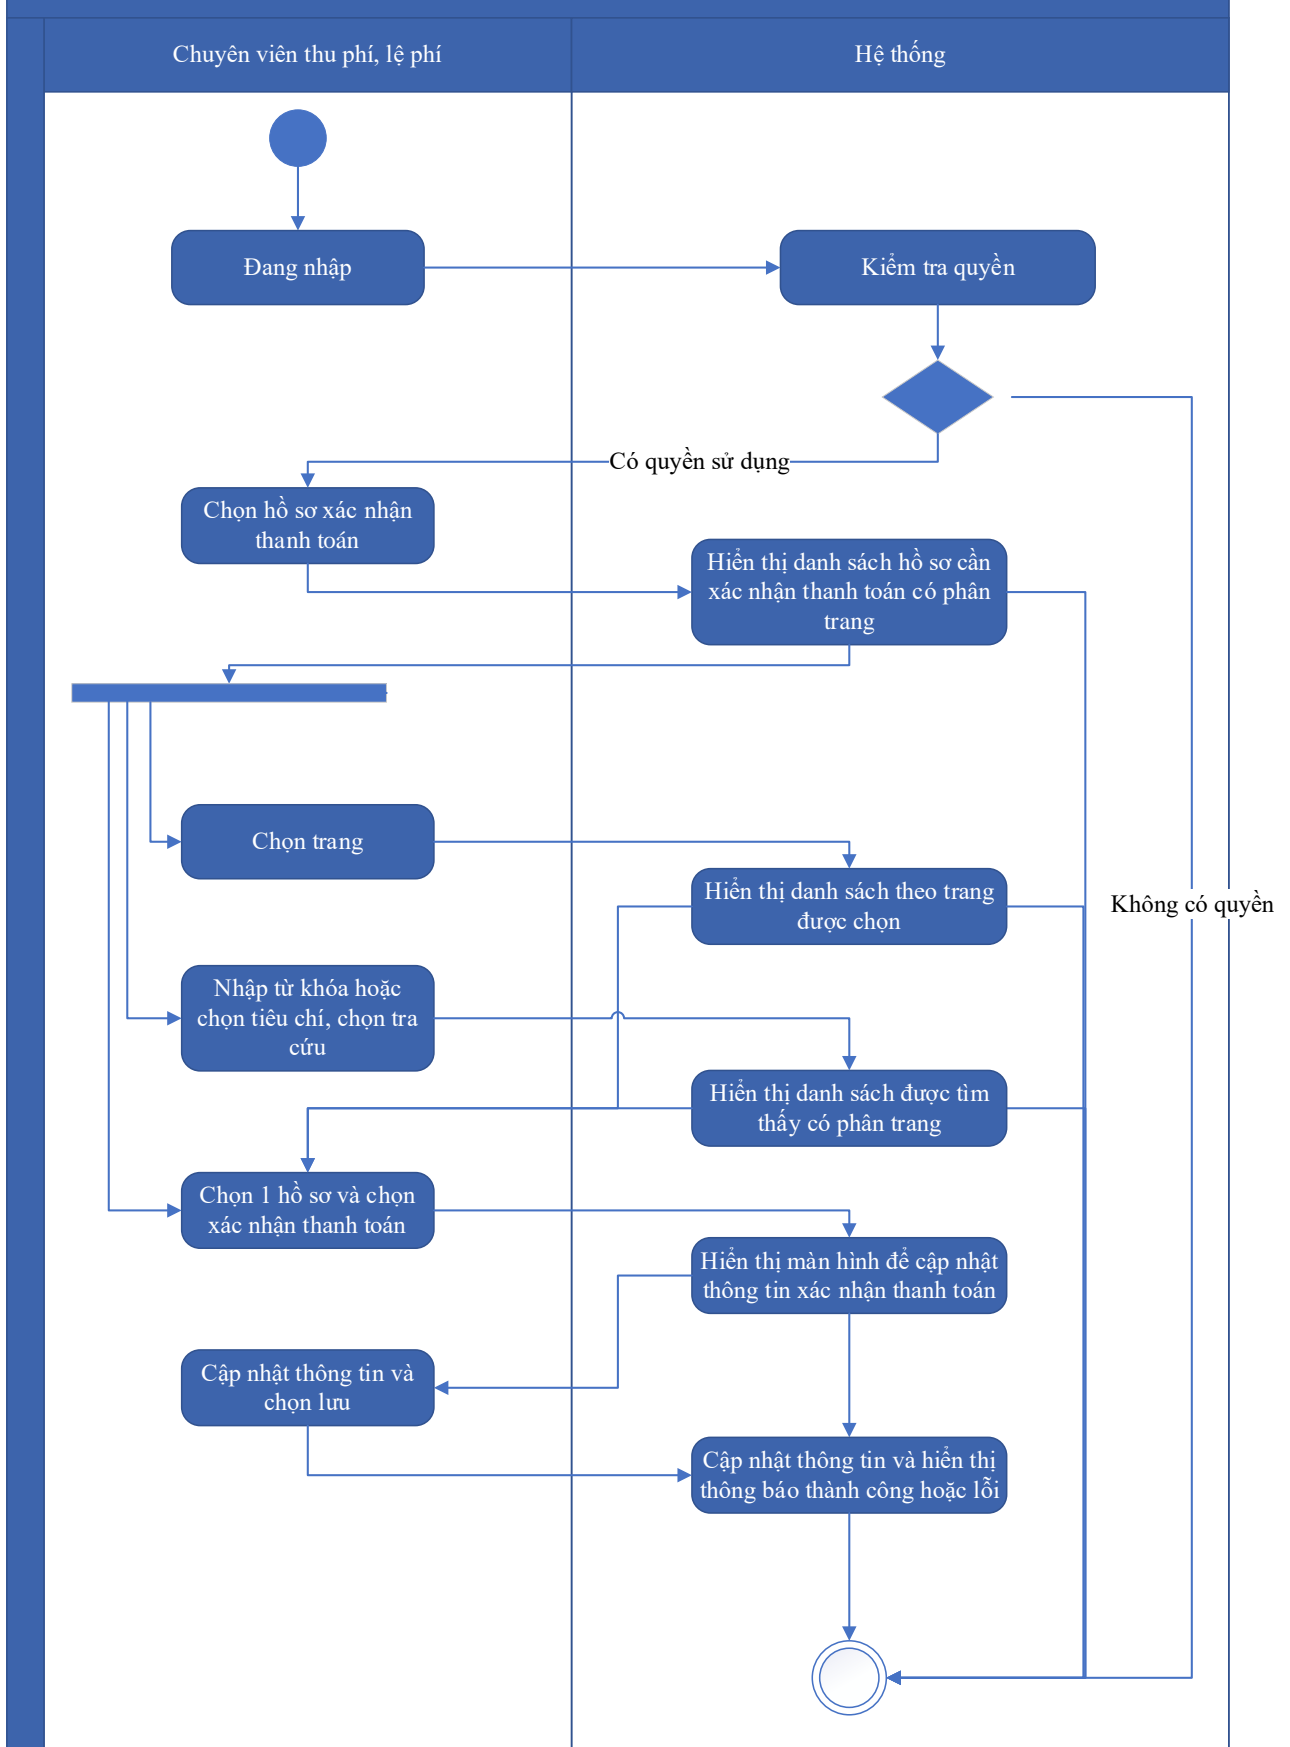 Chuyên viên thu phí, lệ phí
Hệ thống
Đang nhập
Kiểm tra quyền
Có quyền sử dụng
Chọn hồ sơ xác nhận
thanh toán
Hiển thị danh sách hồ sơ cần
xác nhận thanh toán có phân
trang
Chọn trang
Hiển thị danh sách theo trang
được chọn
Không có quyền
Nhập từ khóa hoặc
chọn tiêu chí, chọn tra
cứu
Hiển thị danh sách được tìm
thấy có phân trang
Chọn 1 hồ sơ và chọn
xác nhận thanh toán
Hiển thị màn hình để cập nhật
thông tin xác nhận thanh toán
Cập nhật thông tin và
chọn lưu
Cập nhật thông tin và hiển thị
thông báo thành công hoặc lỗi